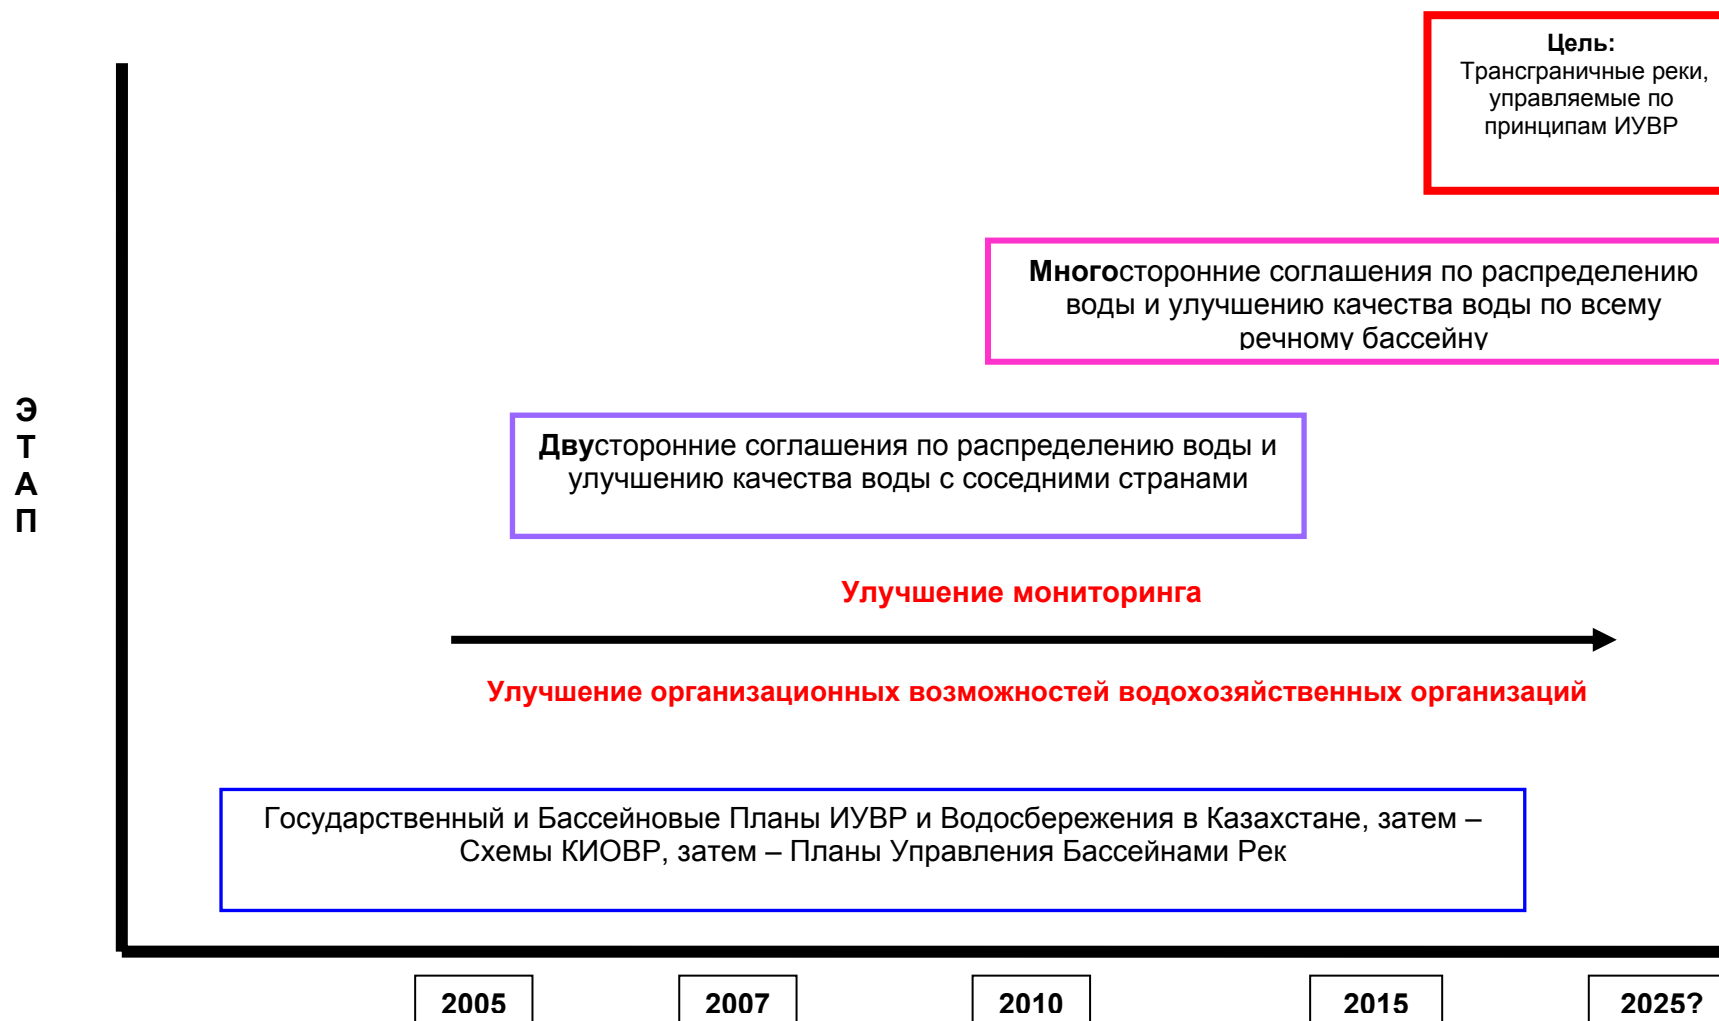 Цель:
Трансграничные реки,
управляемые по
принципам ИУВР
Многосторонние соглашения по распределению
воды и улучшению качества воды по всему
речному бассейну
Э
Т
А
П
Двусторонние соглашения по распределению воды и
улучшению качества воды с соседними странами
Улучшение мониторинга
Улучшение организационных возможностей водохозяйственных организаций
Государственный и Бассейновые Планы ИУВР и Водосбережения в Казахстане, затем –
Схемы КИОВР, затем – Планы Управления Бассейнами Рек
2005 2007 2010 2015 2025?